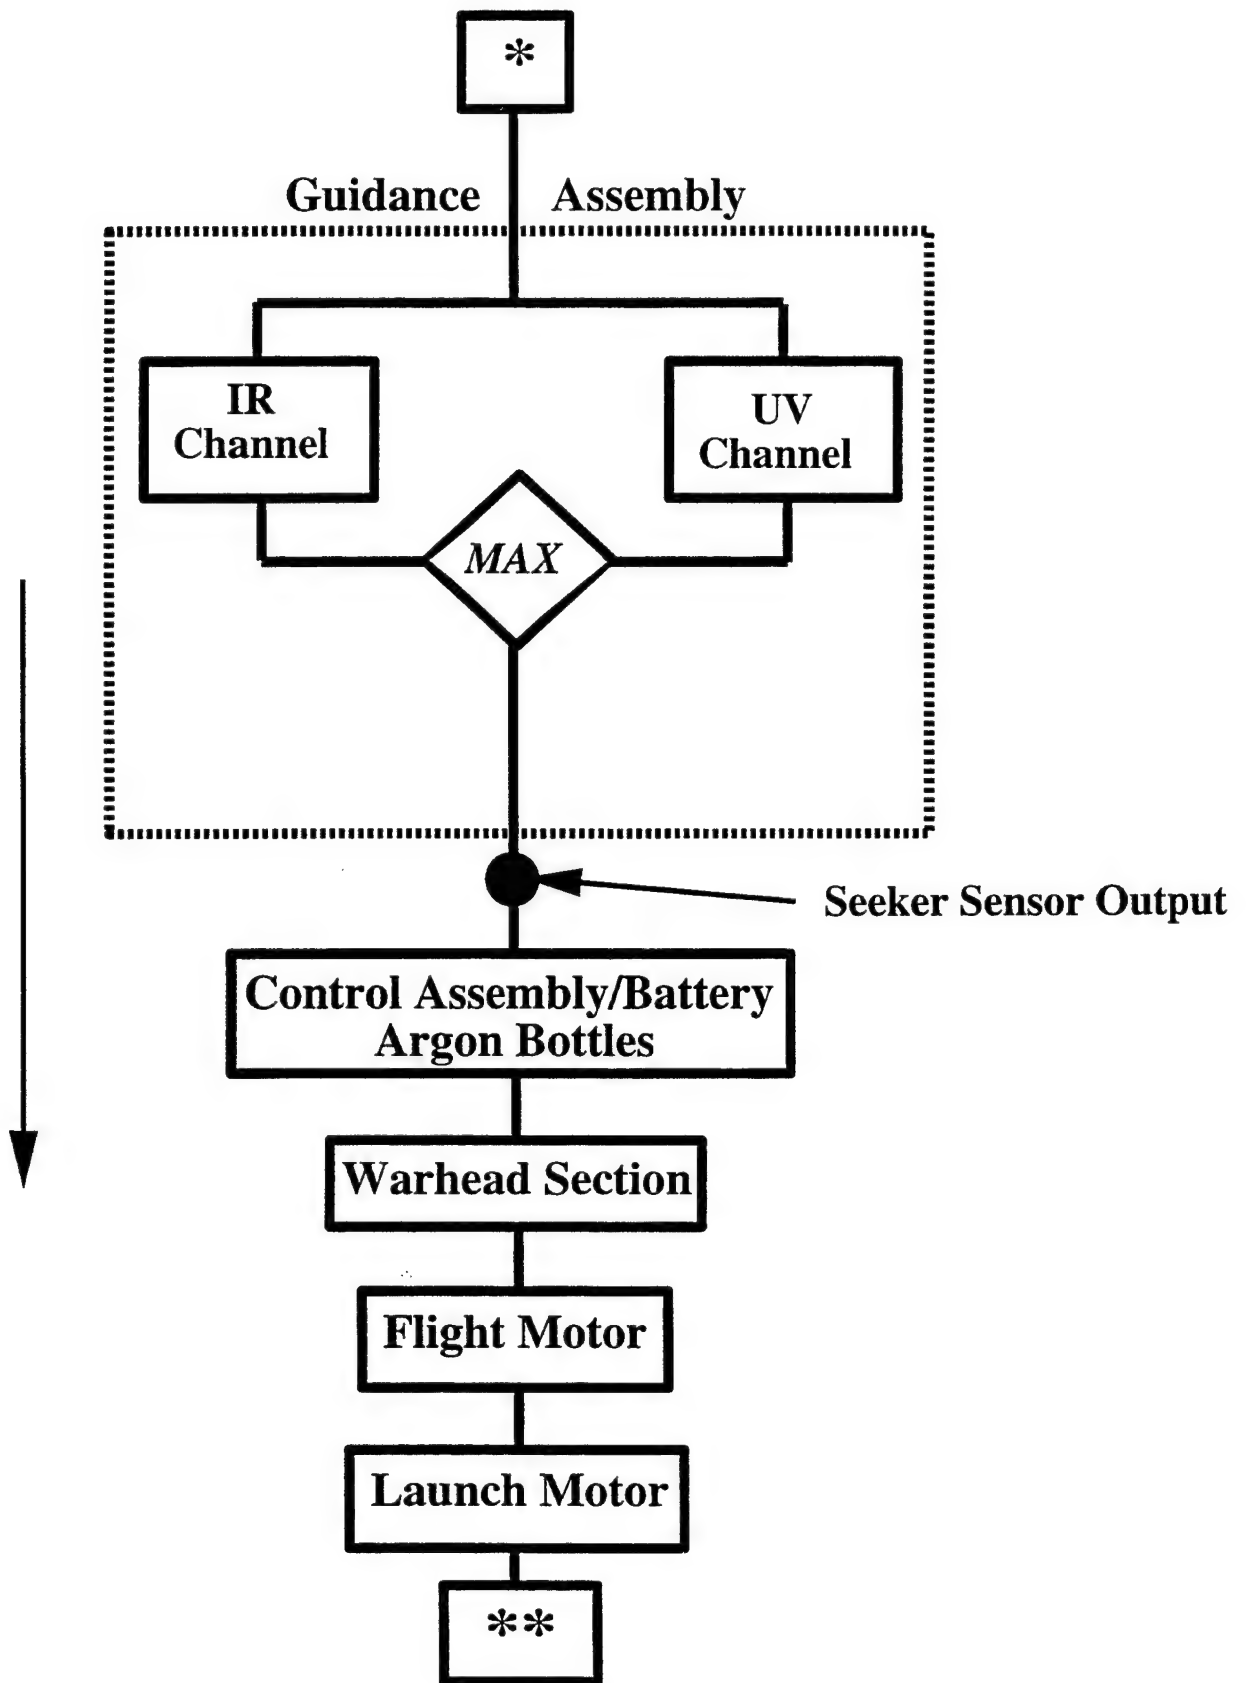 *
Guidance Assembly
IR
Channel
UV
Channel
MAX
Seeker Sensor Output
Control Assembly/Battery
Argon Bottles
Warhead Section
Flight Motor
Launch Motor
**